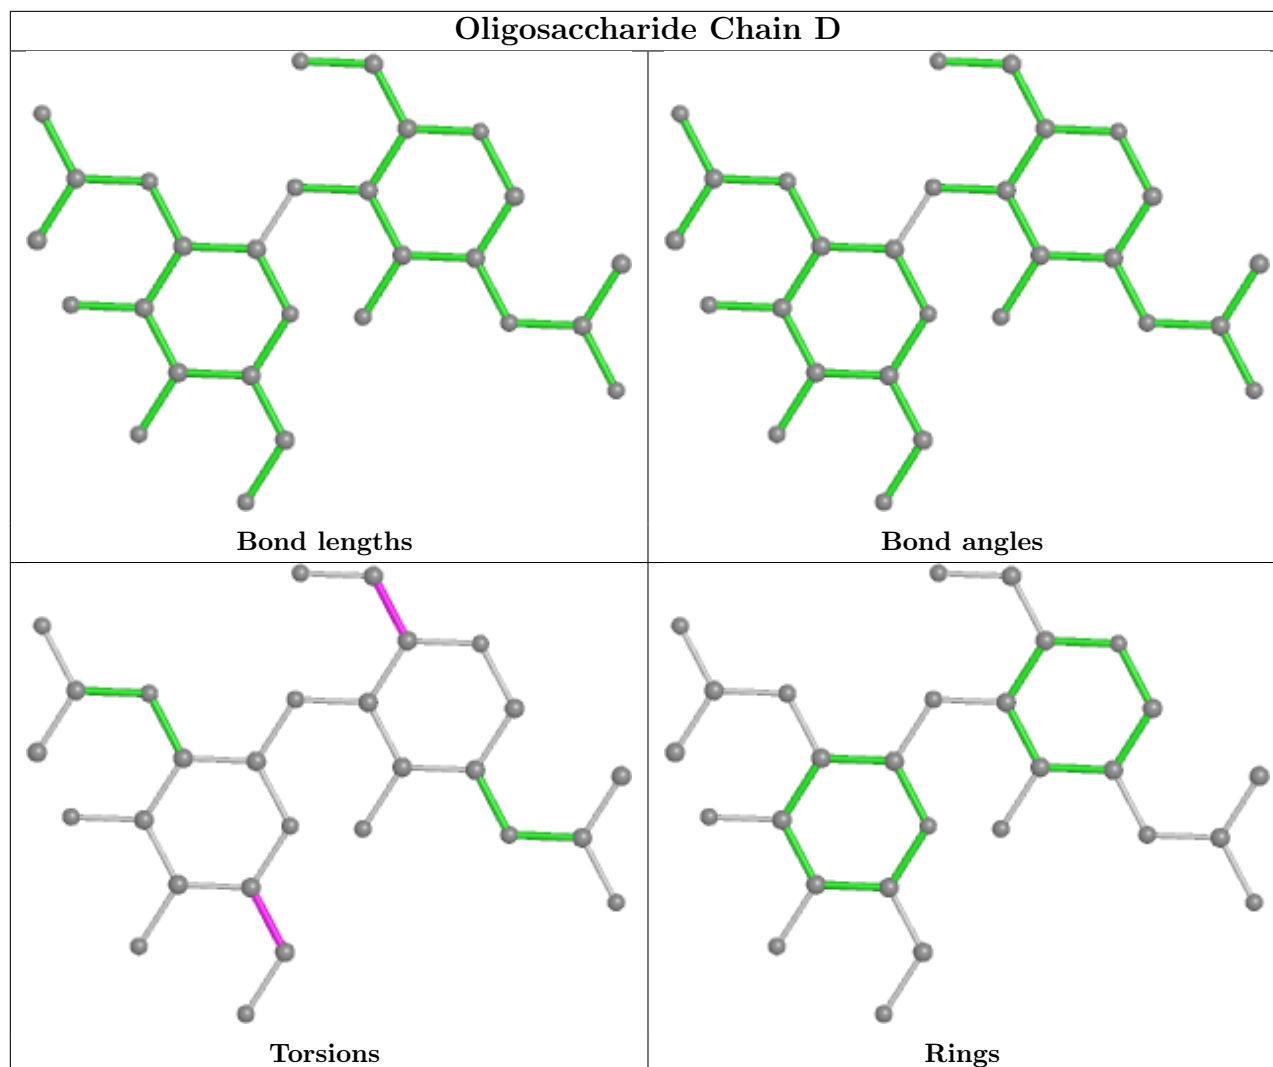 Oligosaccharide Chain D
Bond lengths
Bond angles
Torsions
Rings